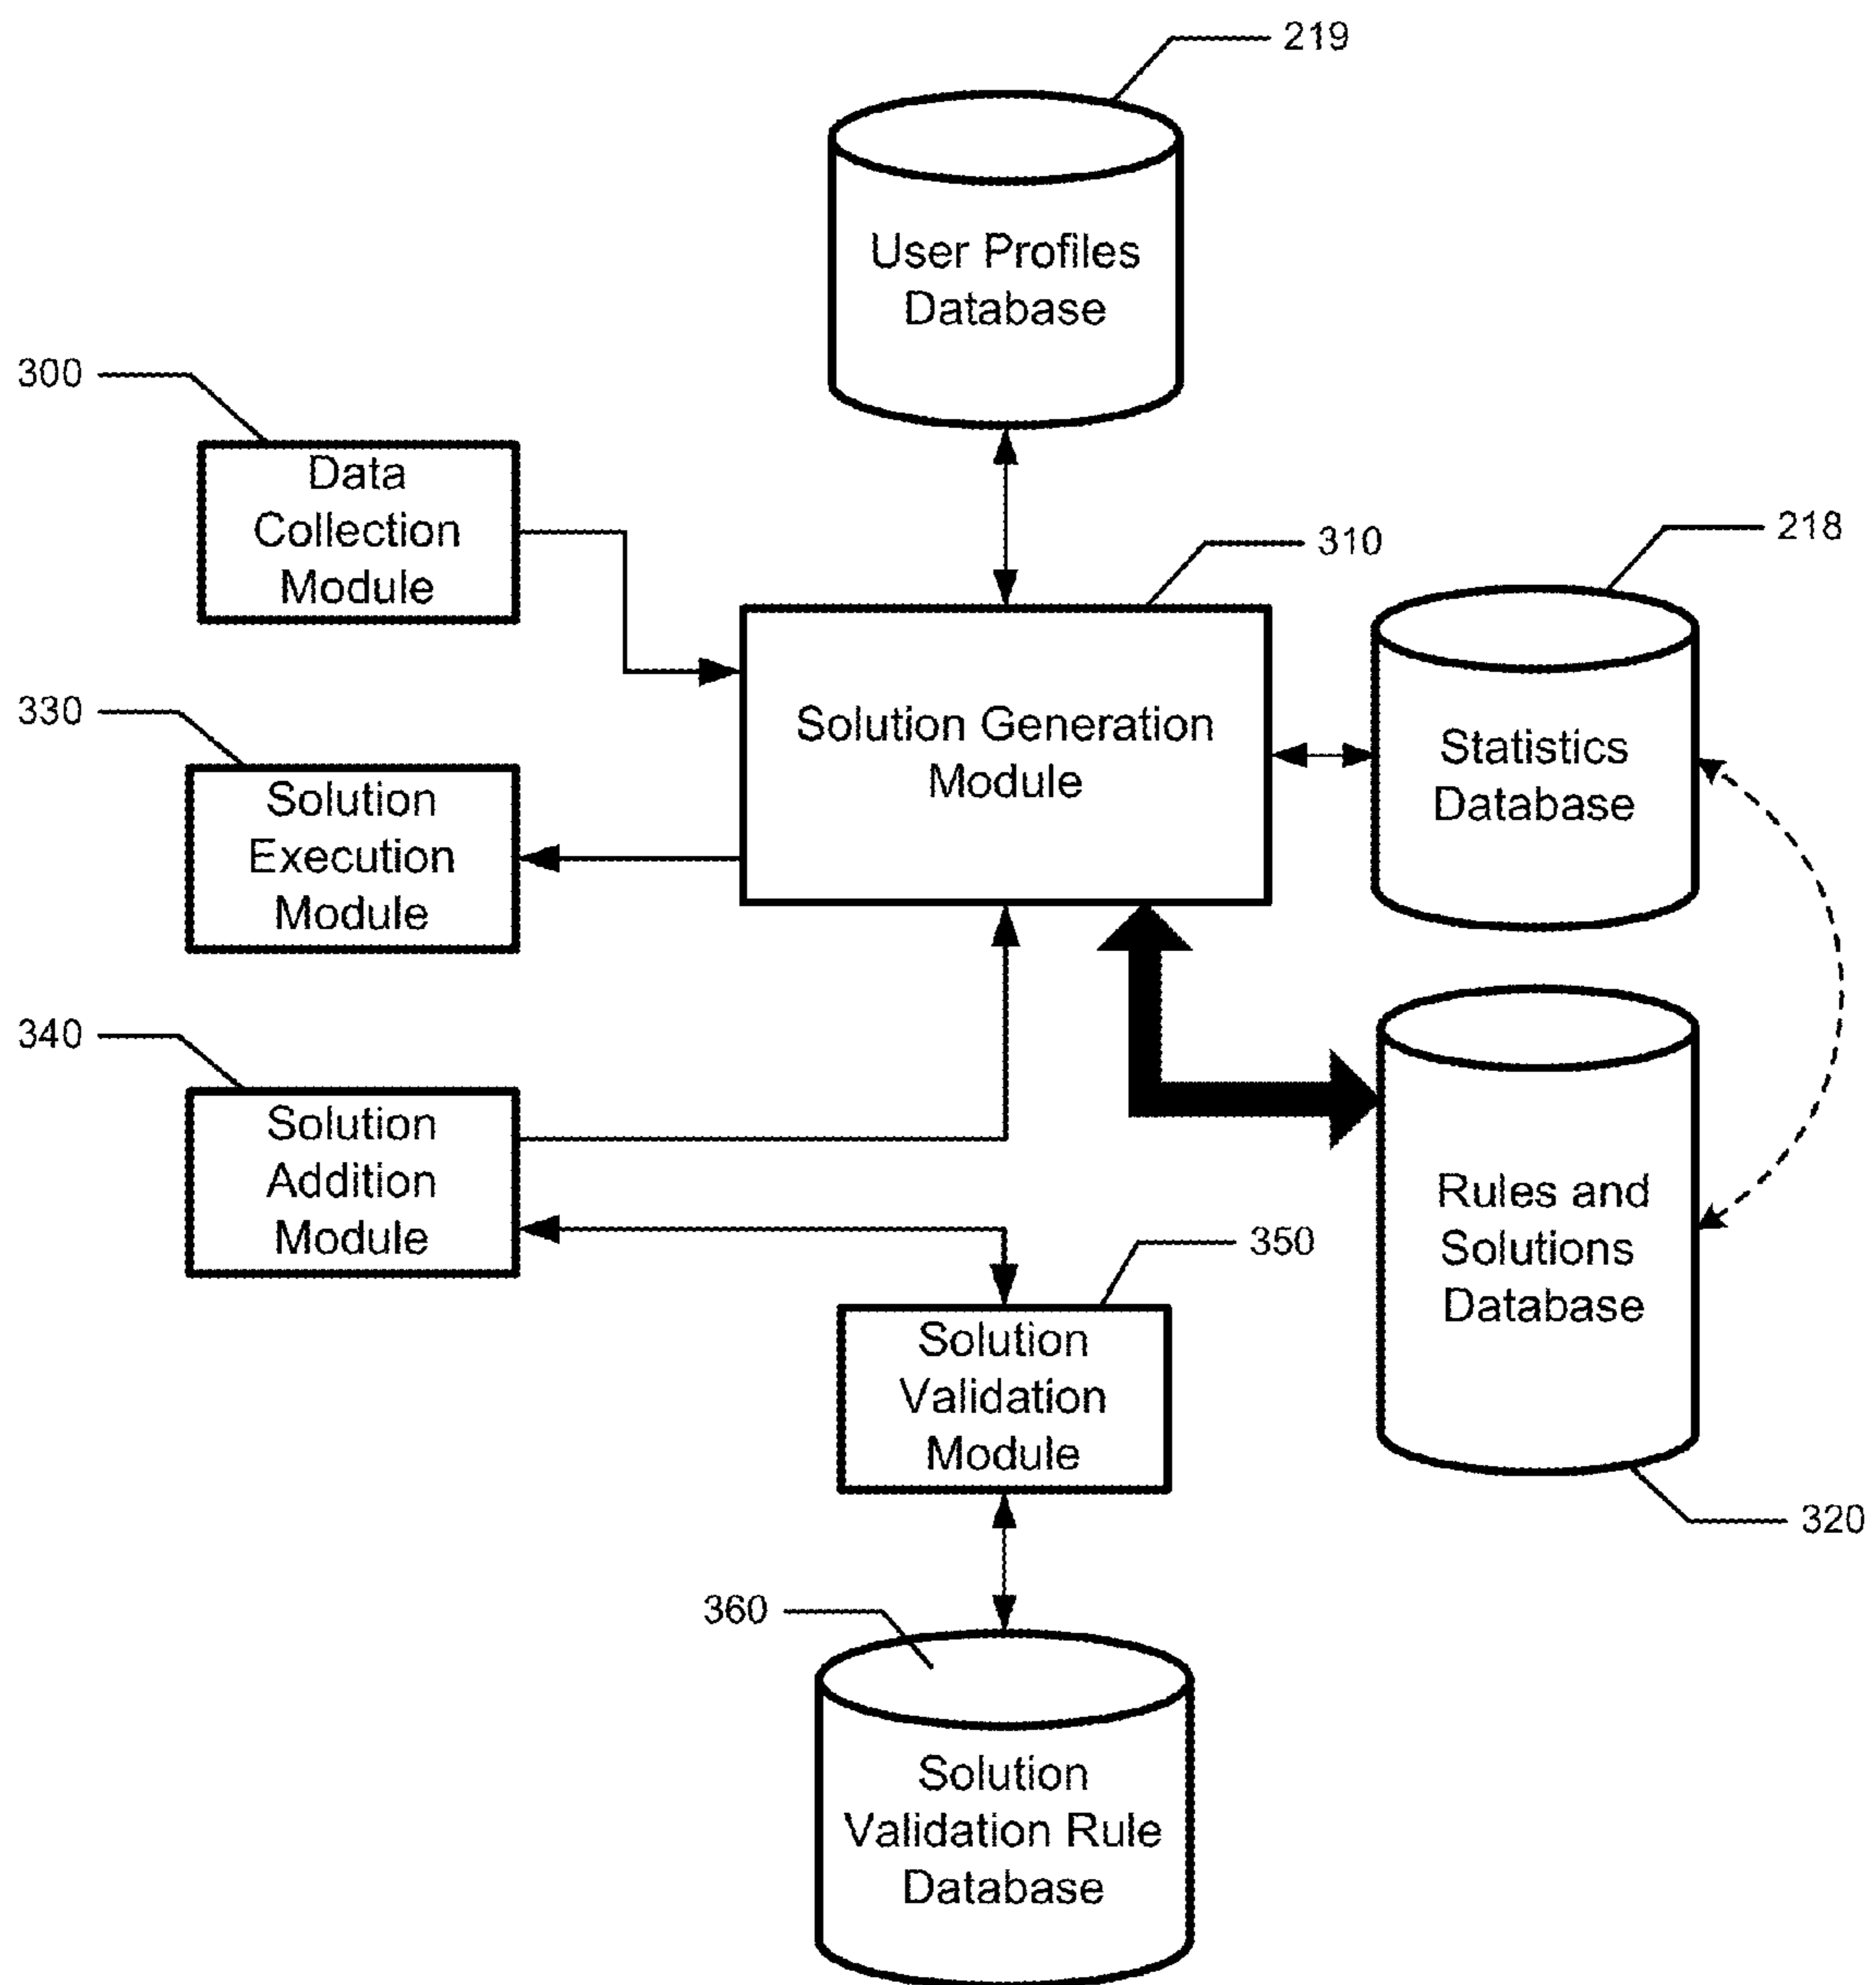 219
User Profiles
Database
300
Data
Collection
Module
310
218
Solution Generation
Module
Statistics
Database
330
Solution
Execution
Module
340
Solution
Addition
Module
Rules and
Solutions
Database
350
Solution
Validation
Module
320
360
Solution
Validation Rule
Database